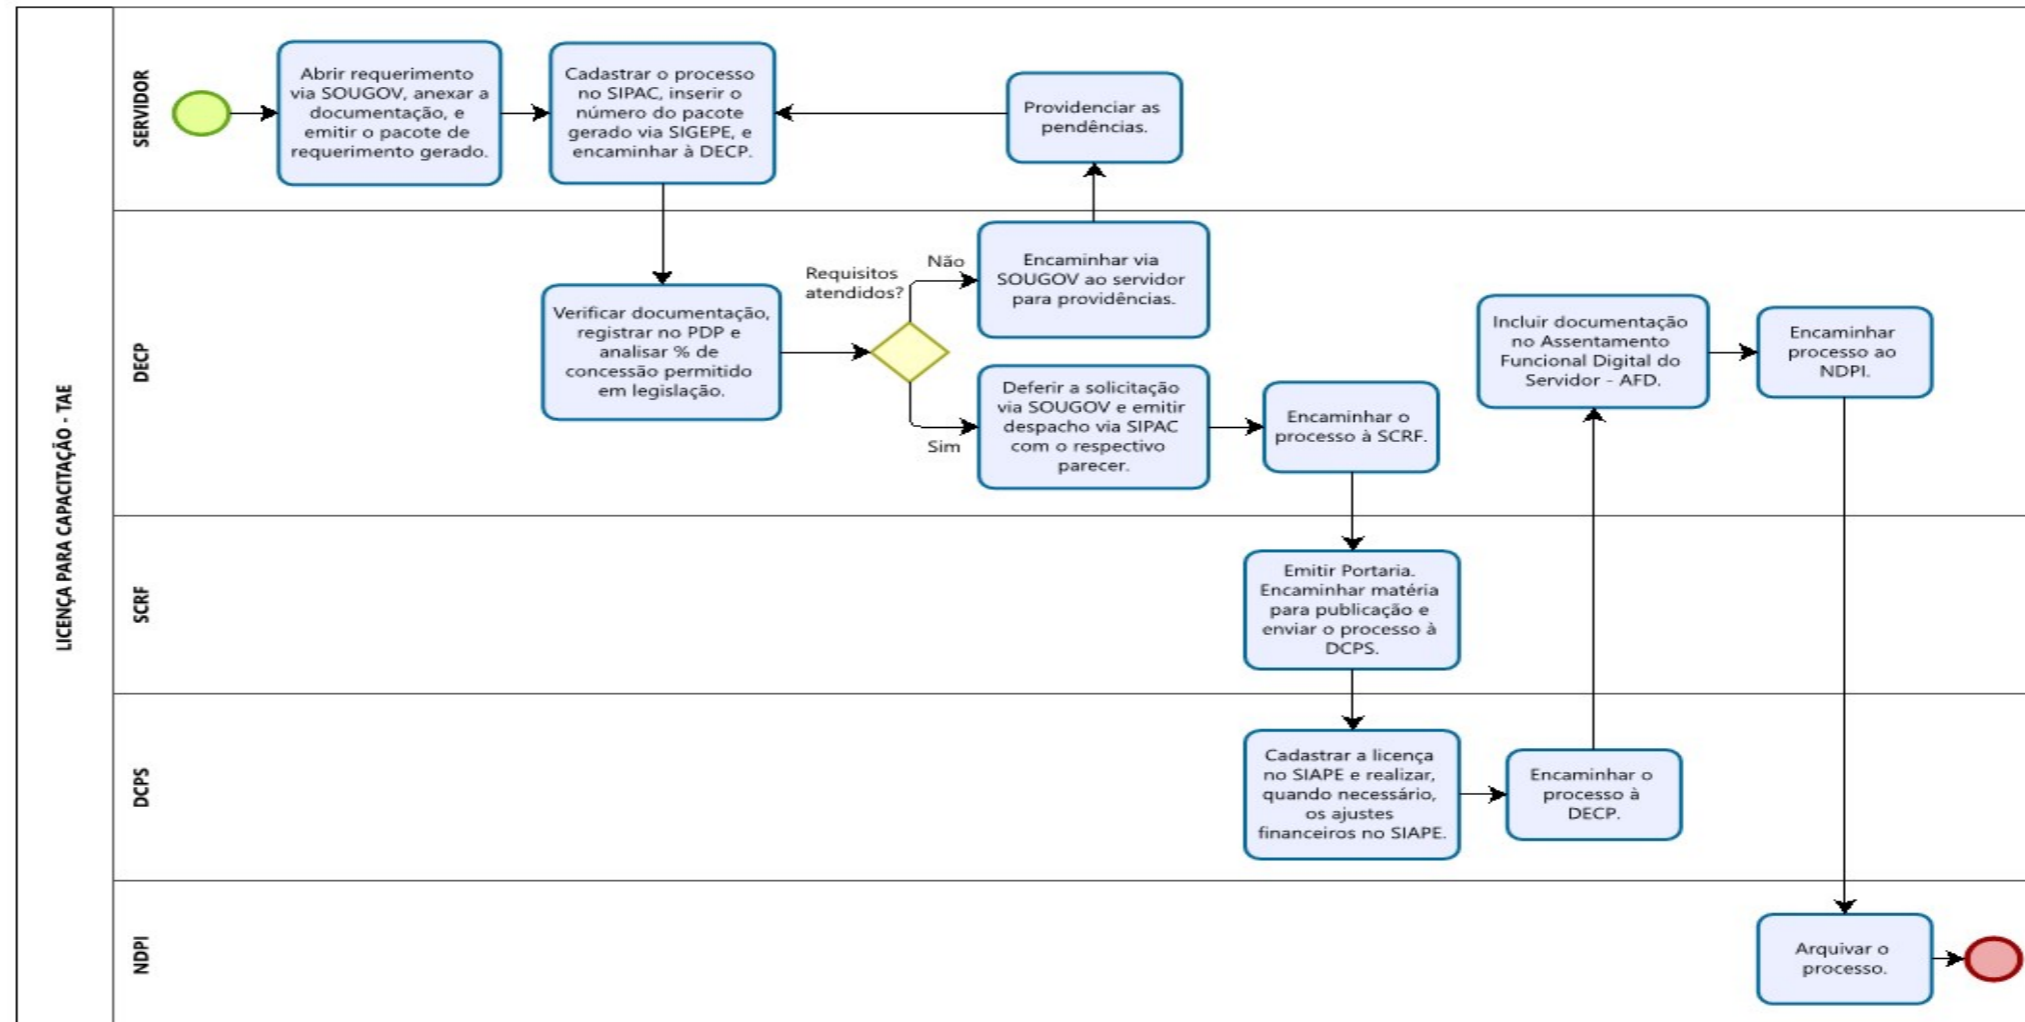 LICENÇA PARA CAPACITAÇÃO - TAE
SERVIDOR
Abrir requerimento
via SOUGOV, anexar a
documentação, e
emitir o pacote de
requerimento gerado.
Cadastrar o processo
no SIPAC, inserir o
número do pacote
gerado via SIGEPE, e
encaminhar à DECP.
Providenciar as
pendências.
DECP
Verificar documentação,
registrar no PDP e
analisar % de
concessão permitido
em legislação.
Requisitos
atendidos?
Não
Encaminhar via
SOUGOV ao servidor
para providências.
Sim
Deferir a solicitação
via SOUGOV e emitir
despacho via SIPAC
com o respectivo
parecer.
Encaminhar o
processo à SCRF.
Incluir documentação
no Assentamento
Funcional Digital do
Servidor - AFD.
Encaminhar
processo ao
NDPI.
SCRF
Emitir Portaria.
Encaminhar matéria
para publicação e
enviar o processo à
DCPS.
DCPS
Cadastrar a licença
no SIAPE e realizar,
quando necessário,
os ajustes
financeiros no SIAPE.
Encaminhar o
processo à
DECP.
NDPI
Arquivar o
processo.